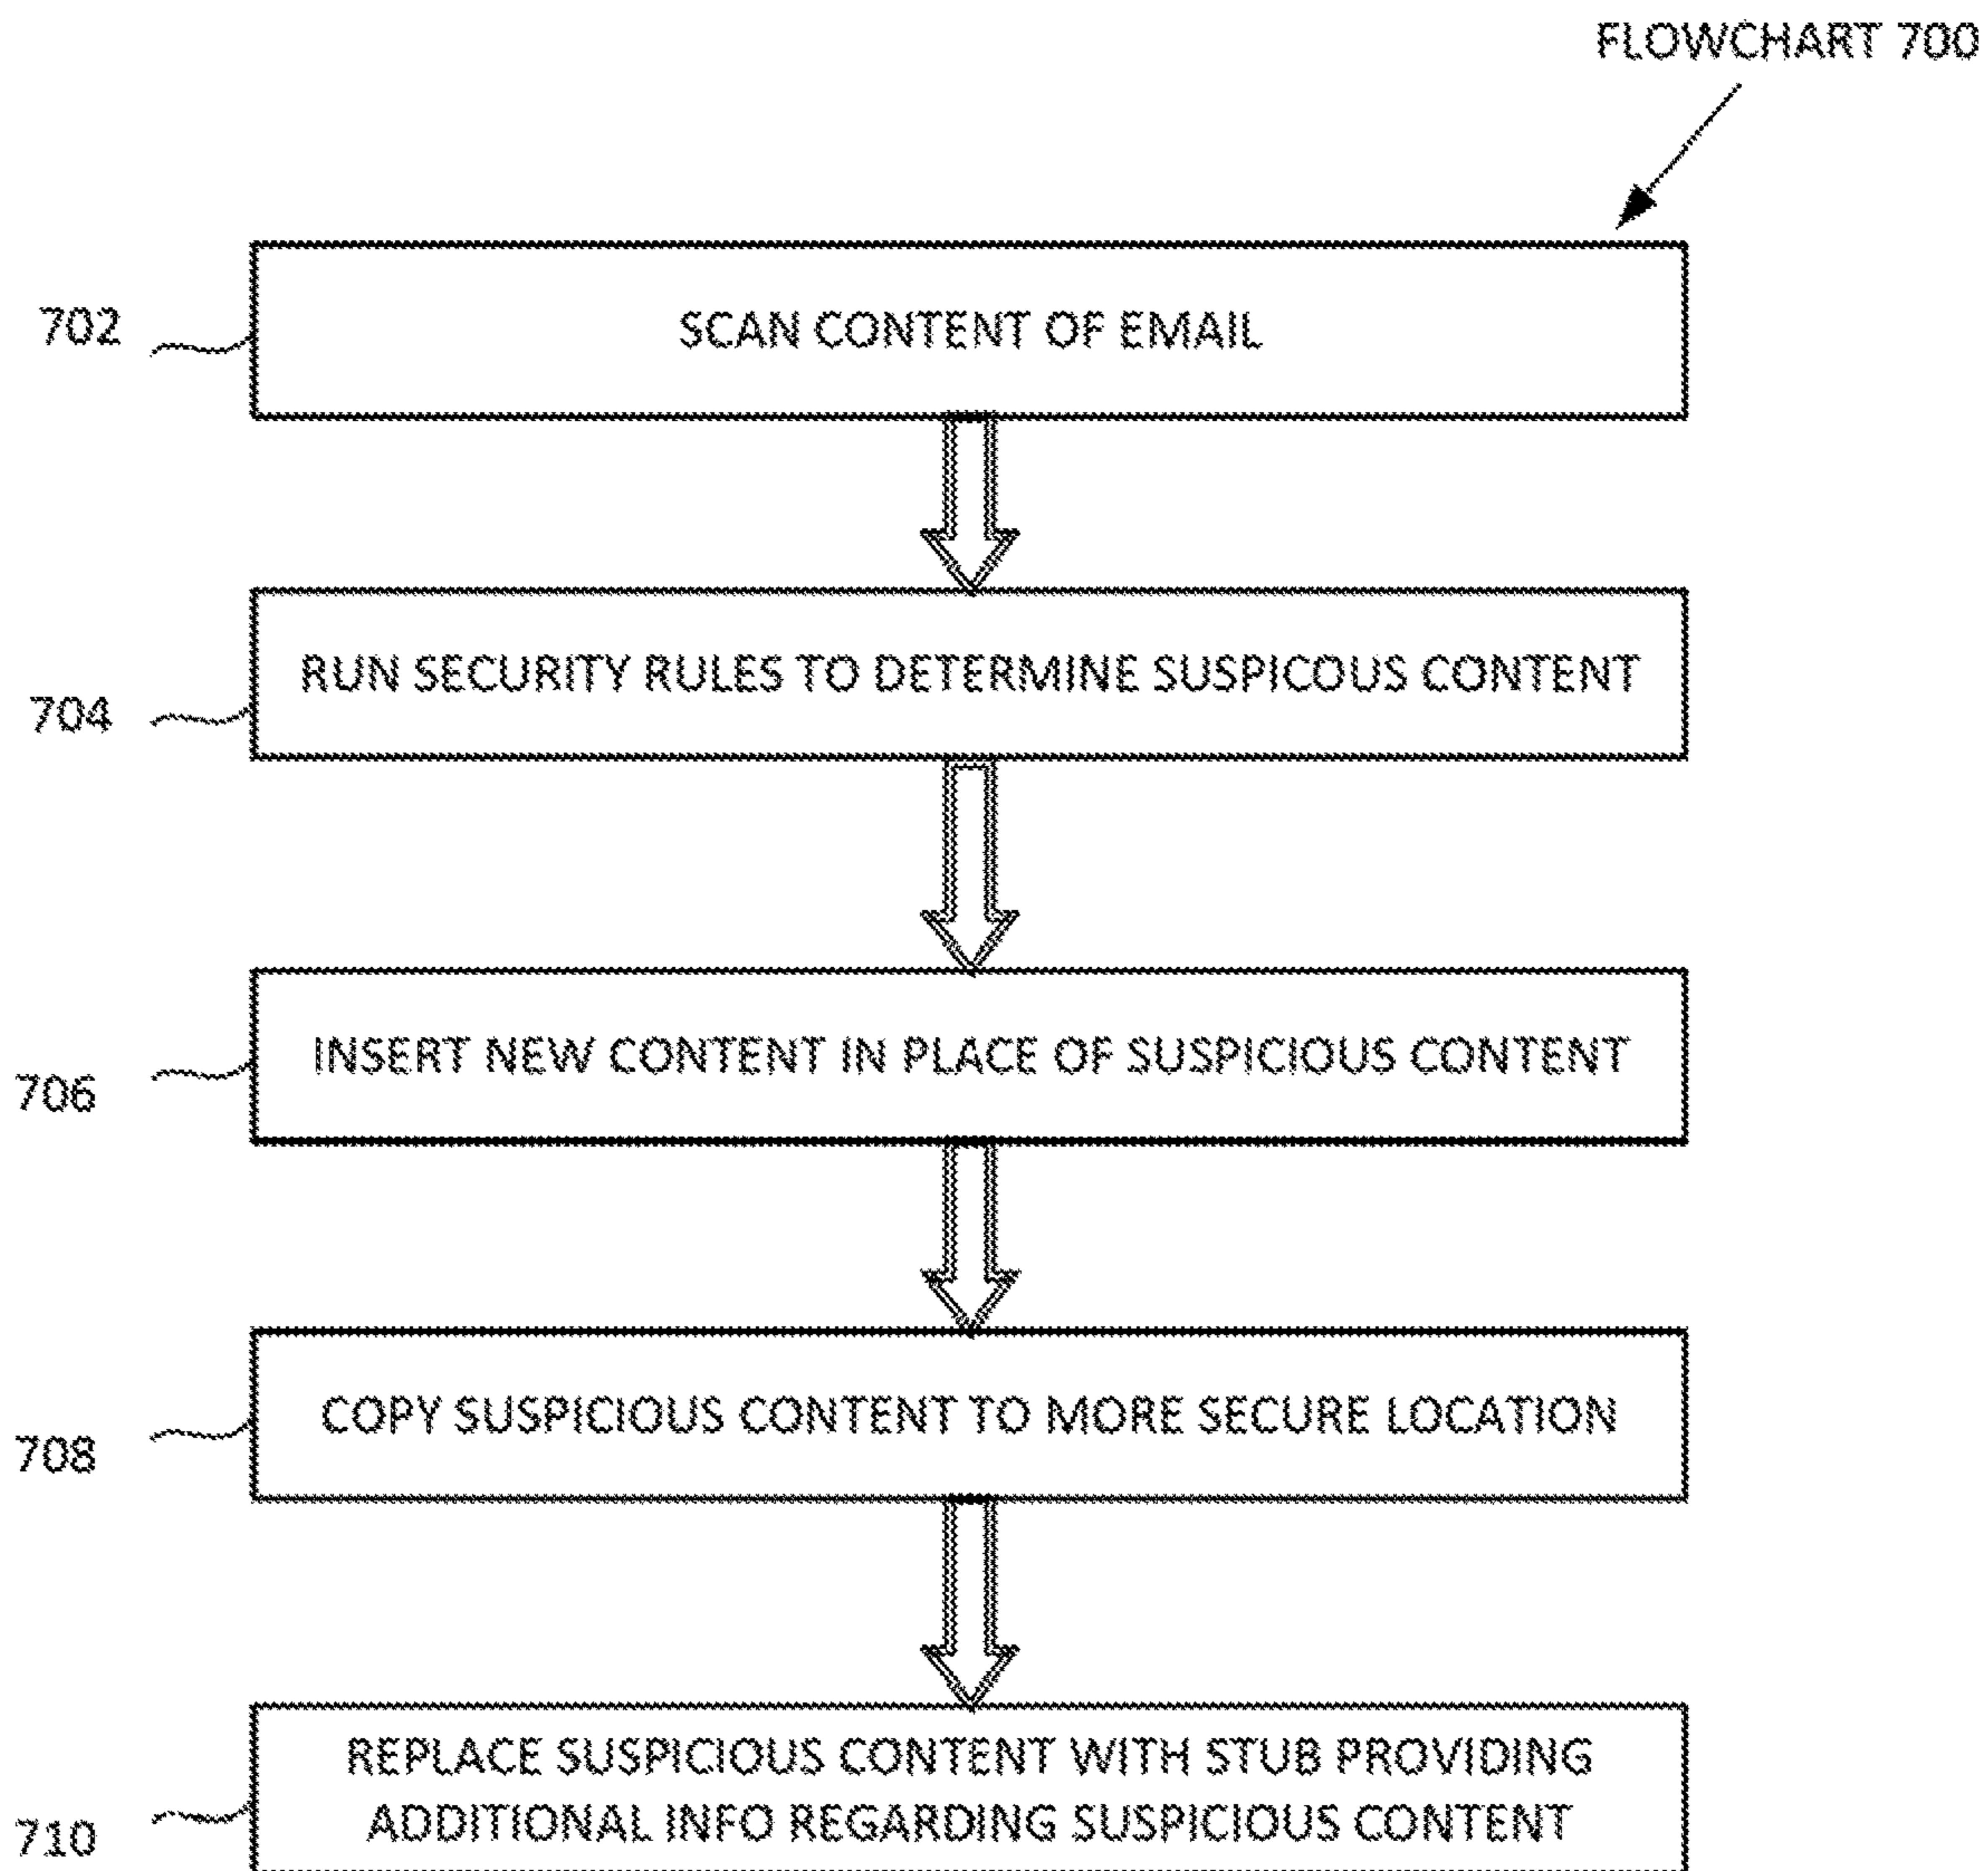 FLOWCHART 700
702
SCAN CONTENT OF EMAIL
704
RUN SECURITY RULES TO DETERMINE SUSPICOUS CONTENT
706
INSERT NEW CONTENT IN PLACE OF SUSPICIOUS CONTENT
708
COPY SUSPICIOUS CONTENT TO MORE SECURE LOCATION
710
REPLACE SUSPICIOUS CONTENT WITH STUB PROVIDING
ADDITIONAL INFO REGARDING SUSPICIOUS CONTENT